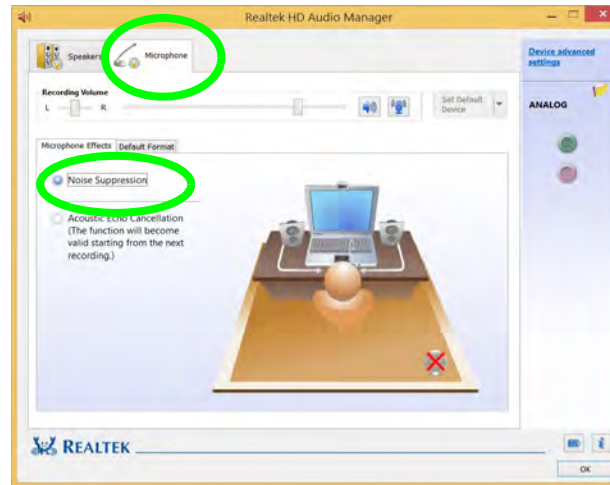 Realtek HD Audio Manager
Speakers
Microphone
Device advanced
settings
Recording Volume
L
R
Set Default
Device
ANALOG
Microphone Effects
Default Format
Noise Suppression
Acoustic Echo Cancellation
(The function will become
valid starting from the next
recording.)
REALTEK
OK